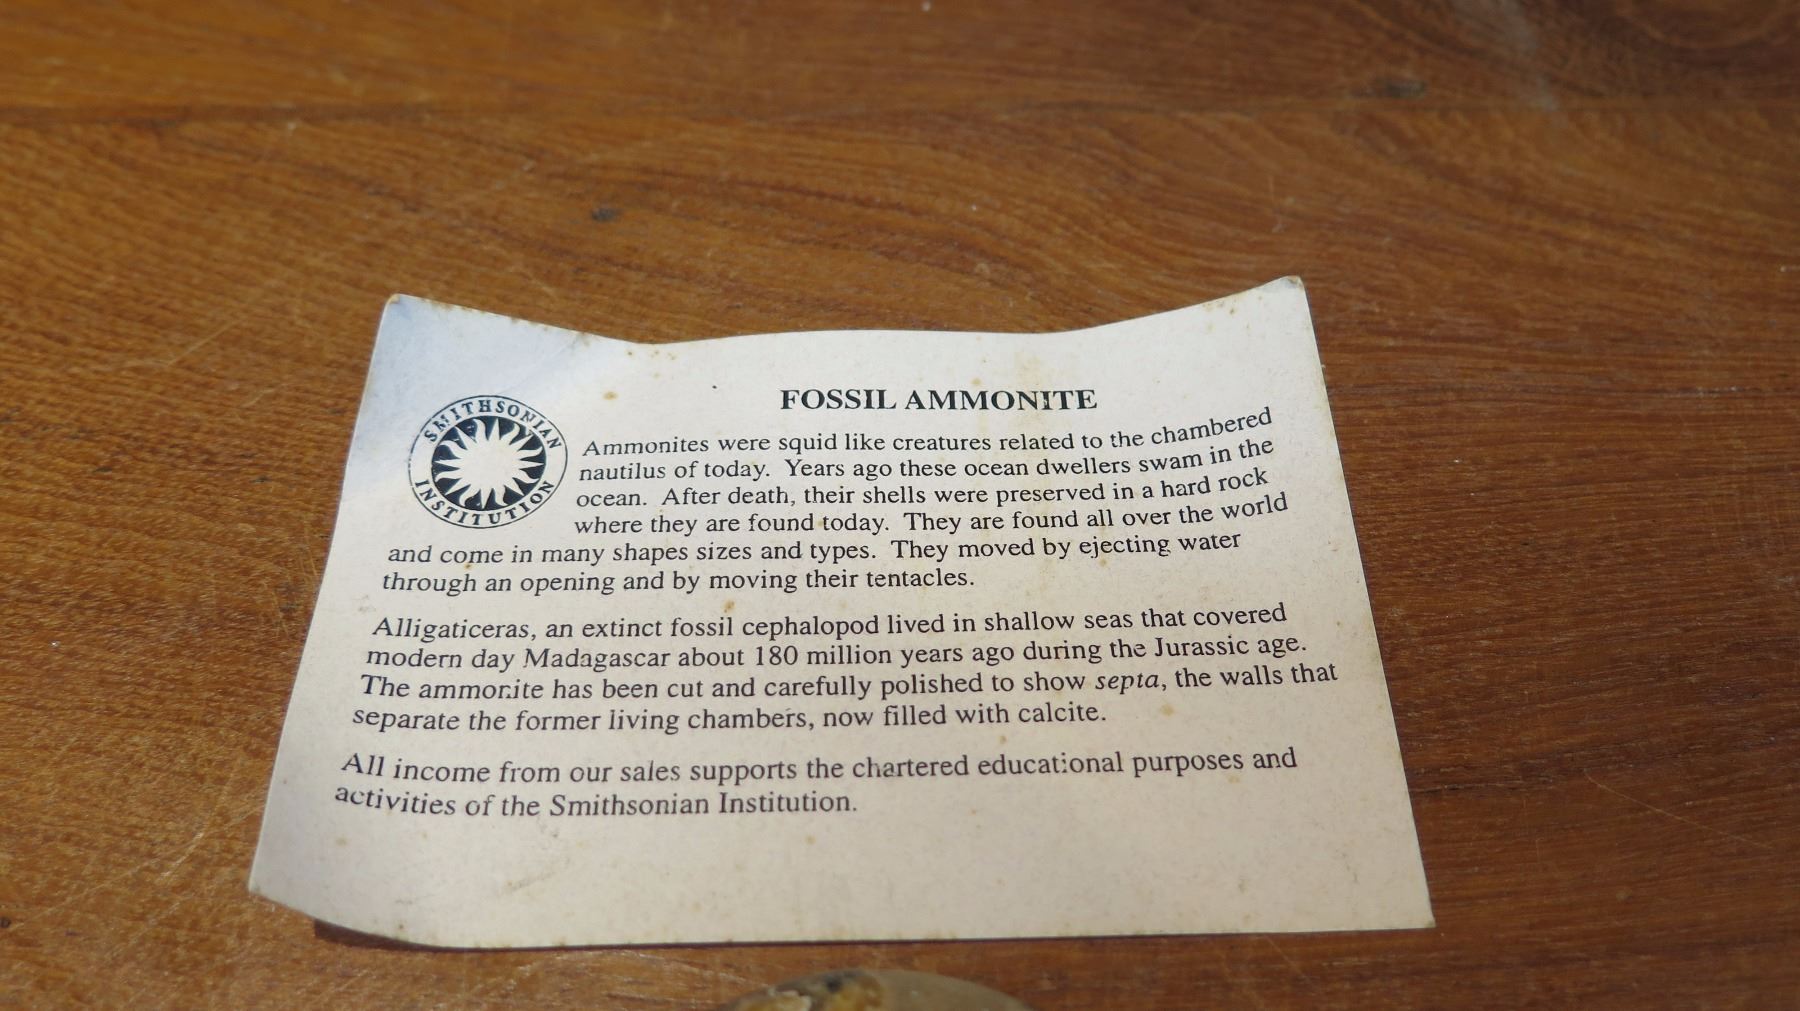 FOSSIL AMMONITE
SMITHSONIAN
INSTITUTION
Ammonites were squid like creatures related to the chambered
nautilus of today. Years ago these ocean dwellers swam in the
ocean. After death, their shells were preserved in a hard rock
where they are found today. They are found all over the world
and come in many shapes sizes and types. They moved by ejecting water
through an opening and by moving their tentacles.
Alligaticeras, an extinct fossil cephalopod lived in shallow seas that covered
modern day Madagascar about 180 million years ago during the Jurassic age.
The ammonite has been cut and carefully polished to show septa, the walls that
separate the former living chambers, now filled with calcite.
All income from our sales supports the chartered educational purposes and
activities of the Smithsonian Institution.